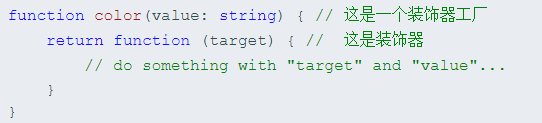 function color(value: string) { // 这是一个装饰器工厂
    return function (target) { //  这是装饰器
        // do something with "target" and "value"...
    }
}